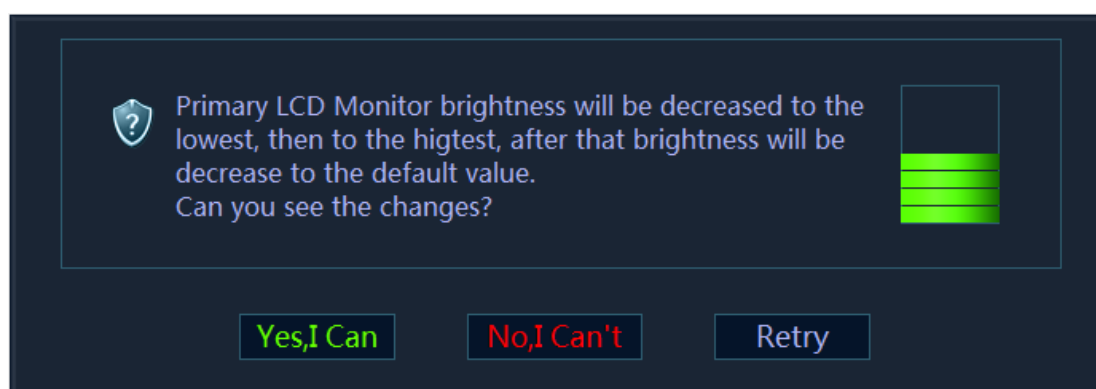 Primary LCD Monitor brightness will be decreased to the
lowest, then to the higtest, after that brightness will be
decrease to the default value.
Can you see the changes?
Yes,I Can
No,I Can't
Retry